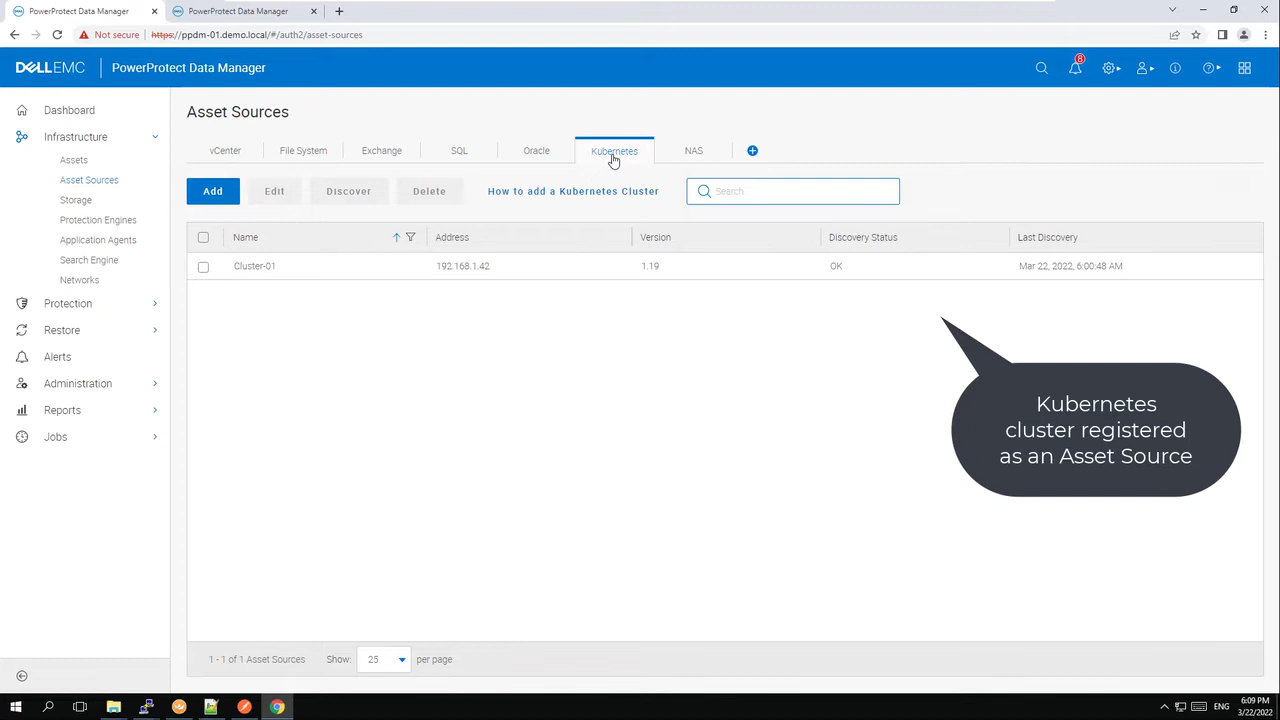 PowerProtect Data Manager
PowerProtect Data Manager
Not secure
https://ppdm-01.demo.local/#/auth2/asset-sources
DELLEMC
PowerProtect Data Manager
8
Dashboard
Infrastructure
Assets
Asset Sources
Storage
Protection Engines
Application Agents
Search Engine
Networks
Protection
Restore
Alerts
Administration
Reports
Jobs
Asset Sources
vCenter File System Exchange SQL Oracle Kubernetes NAS
Add Edit Discover Delete How to add a Kubernetes Cluster Search
Name Address Version Discovery Status Last Discovery
Cluster-01 192.168.1.42 1.19 OK Mar 22, 2022, 6:00:48 AM
Kubernetes
cluster registered
as an Asset Source
1 - 1 of 1 Asset Sources Show: 25 per page
ENG
6:09 PM
3/22/2022